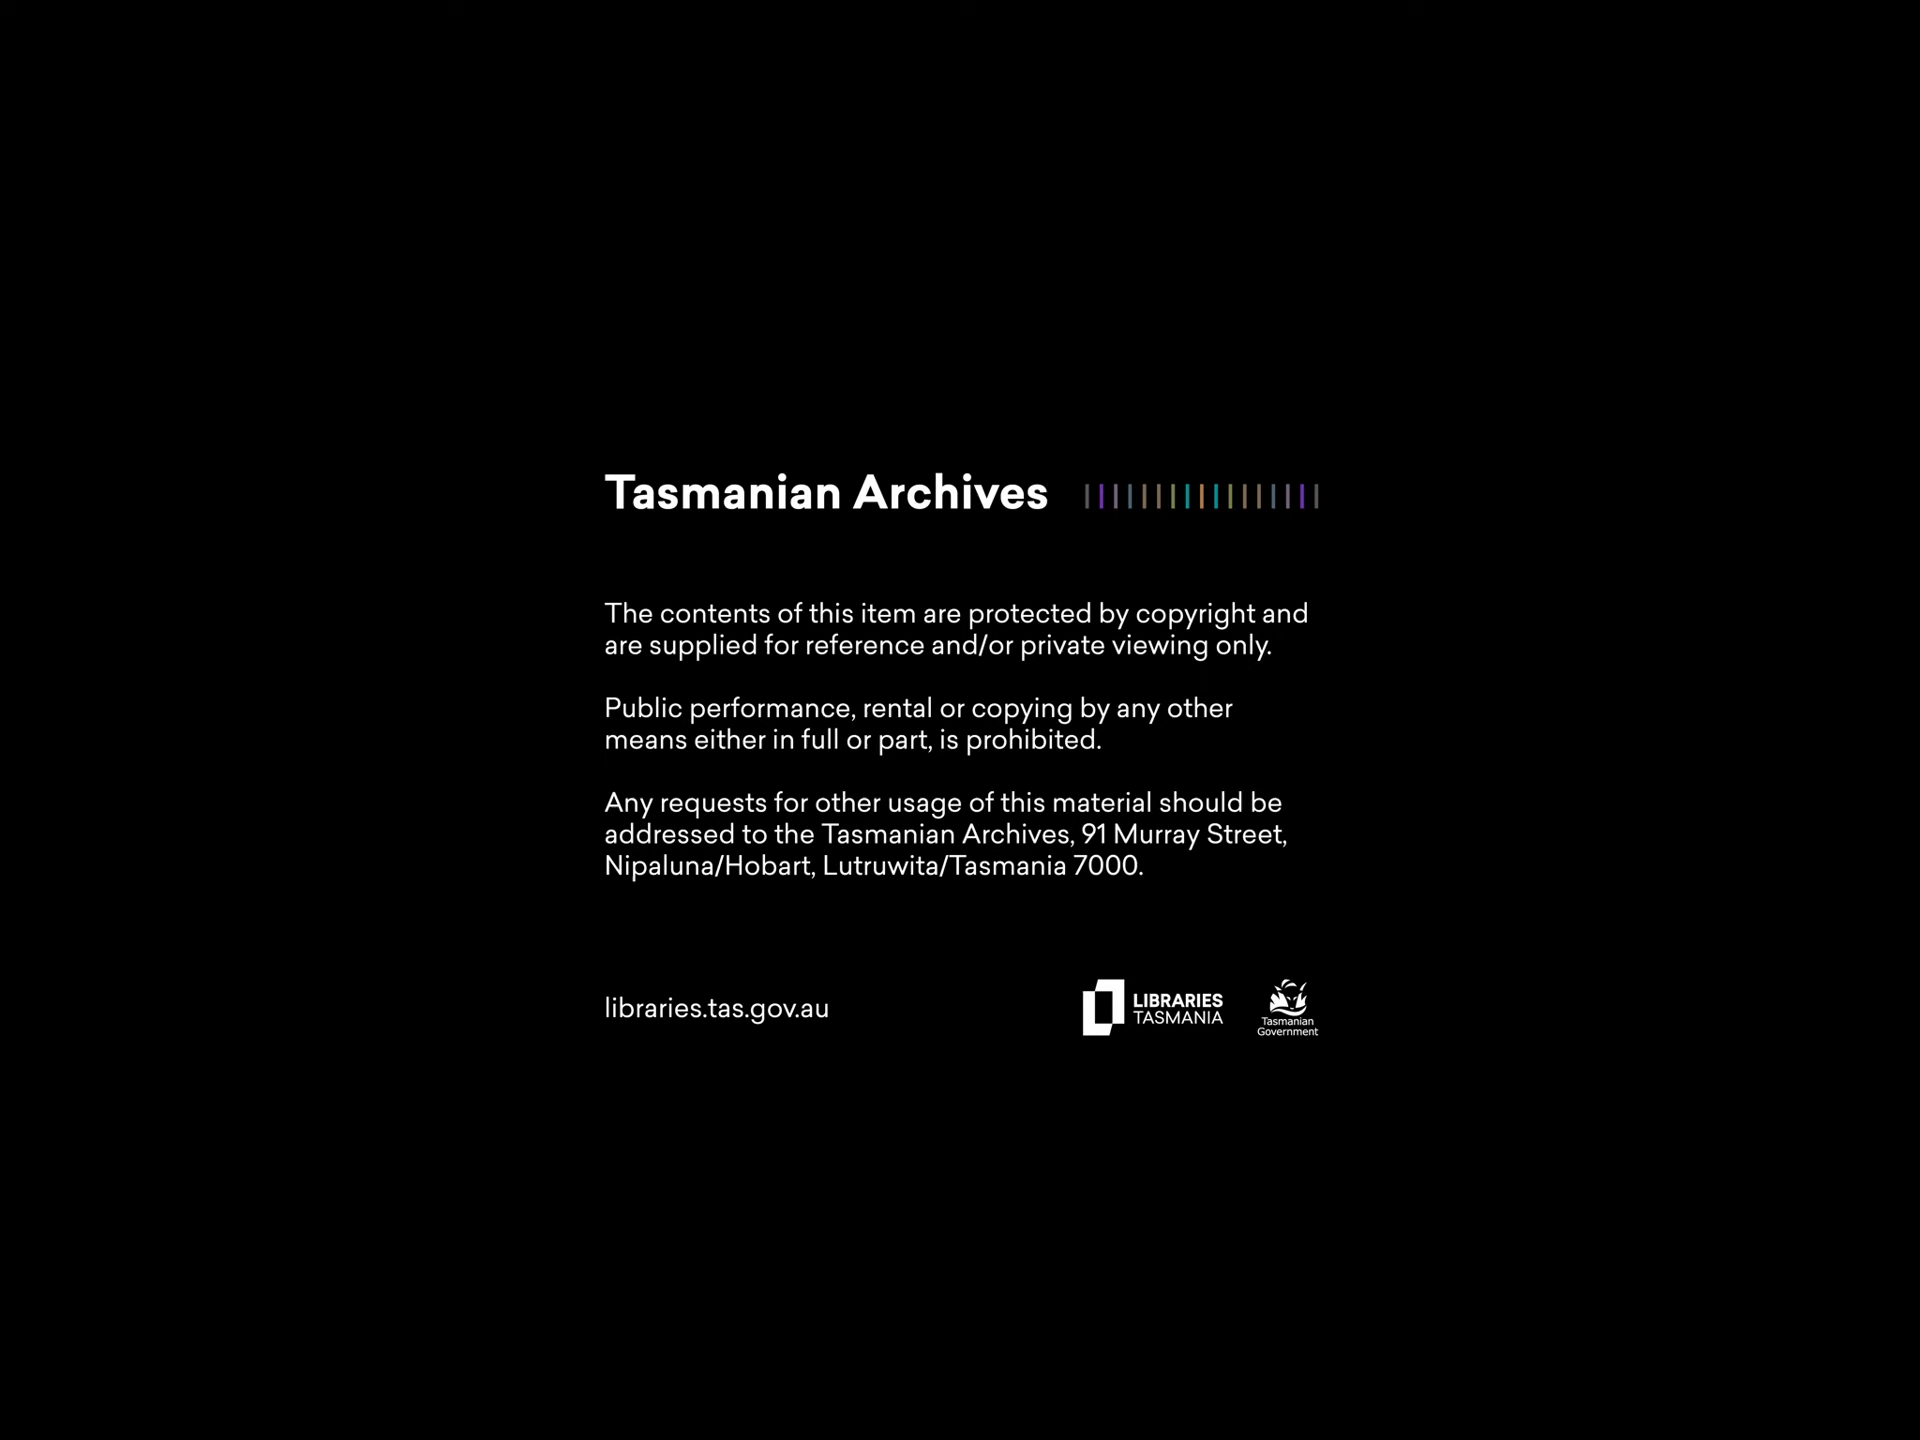 Tasmanian Archives
The contents of this item are protected by copyright and
are supplied for reference and/or private viewing only.
Public performance, rental or copying by any other
means either in full or part, is prohibited.
Any requests for other usage of this material should be
addressed to the Tasmanian Archives, 91 Murray Street,
Nipaluna/Hobart, Lutruwita/Tasmania 7000.
libraries.tas.gov.au
LIBRARIES
TASMANIA
Tasmanian
Government